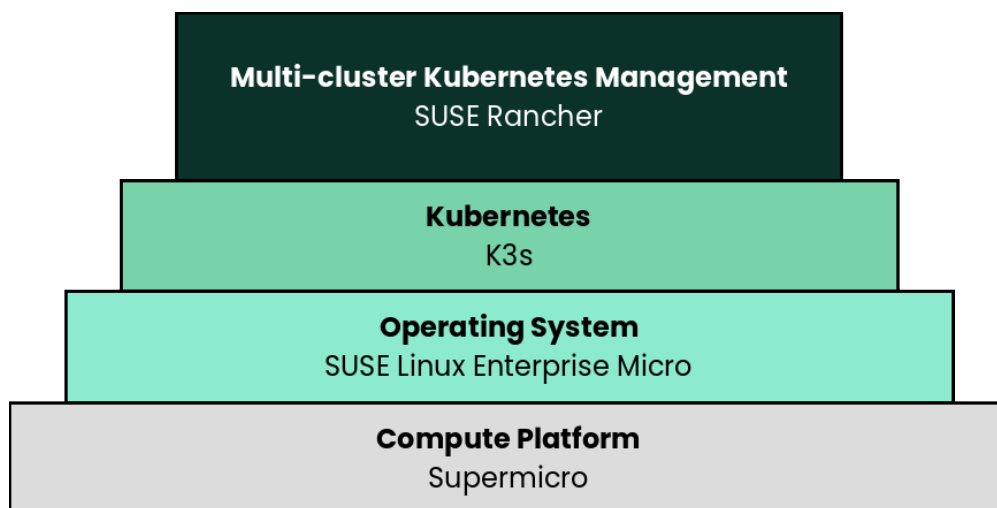 Multi-cluster Kubernetes Management
SUSE Rancher
Kubernetes
K3s
Operating System
SUSE Linux Enterprise Micro
Compute Platform
Supermicro